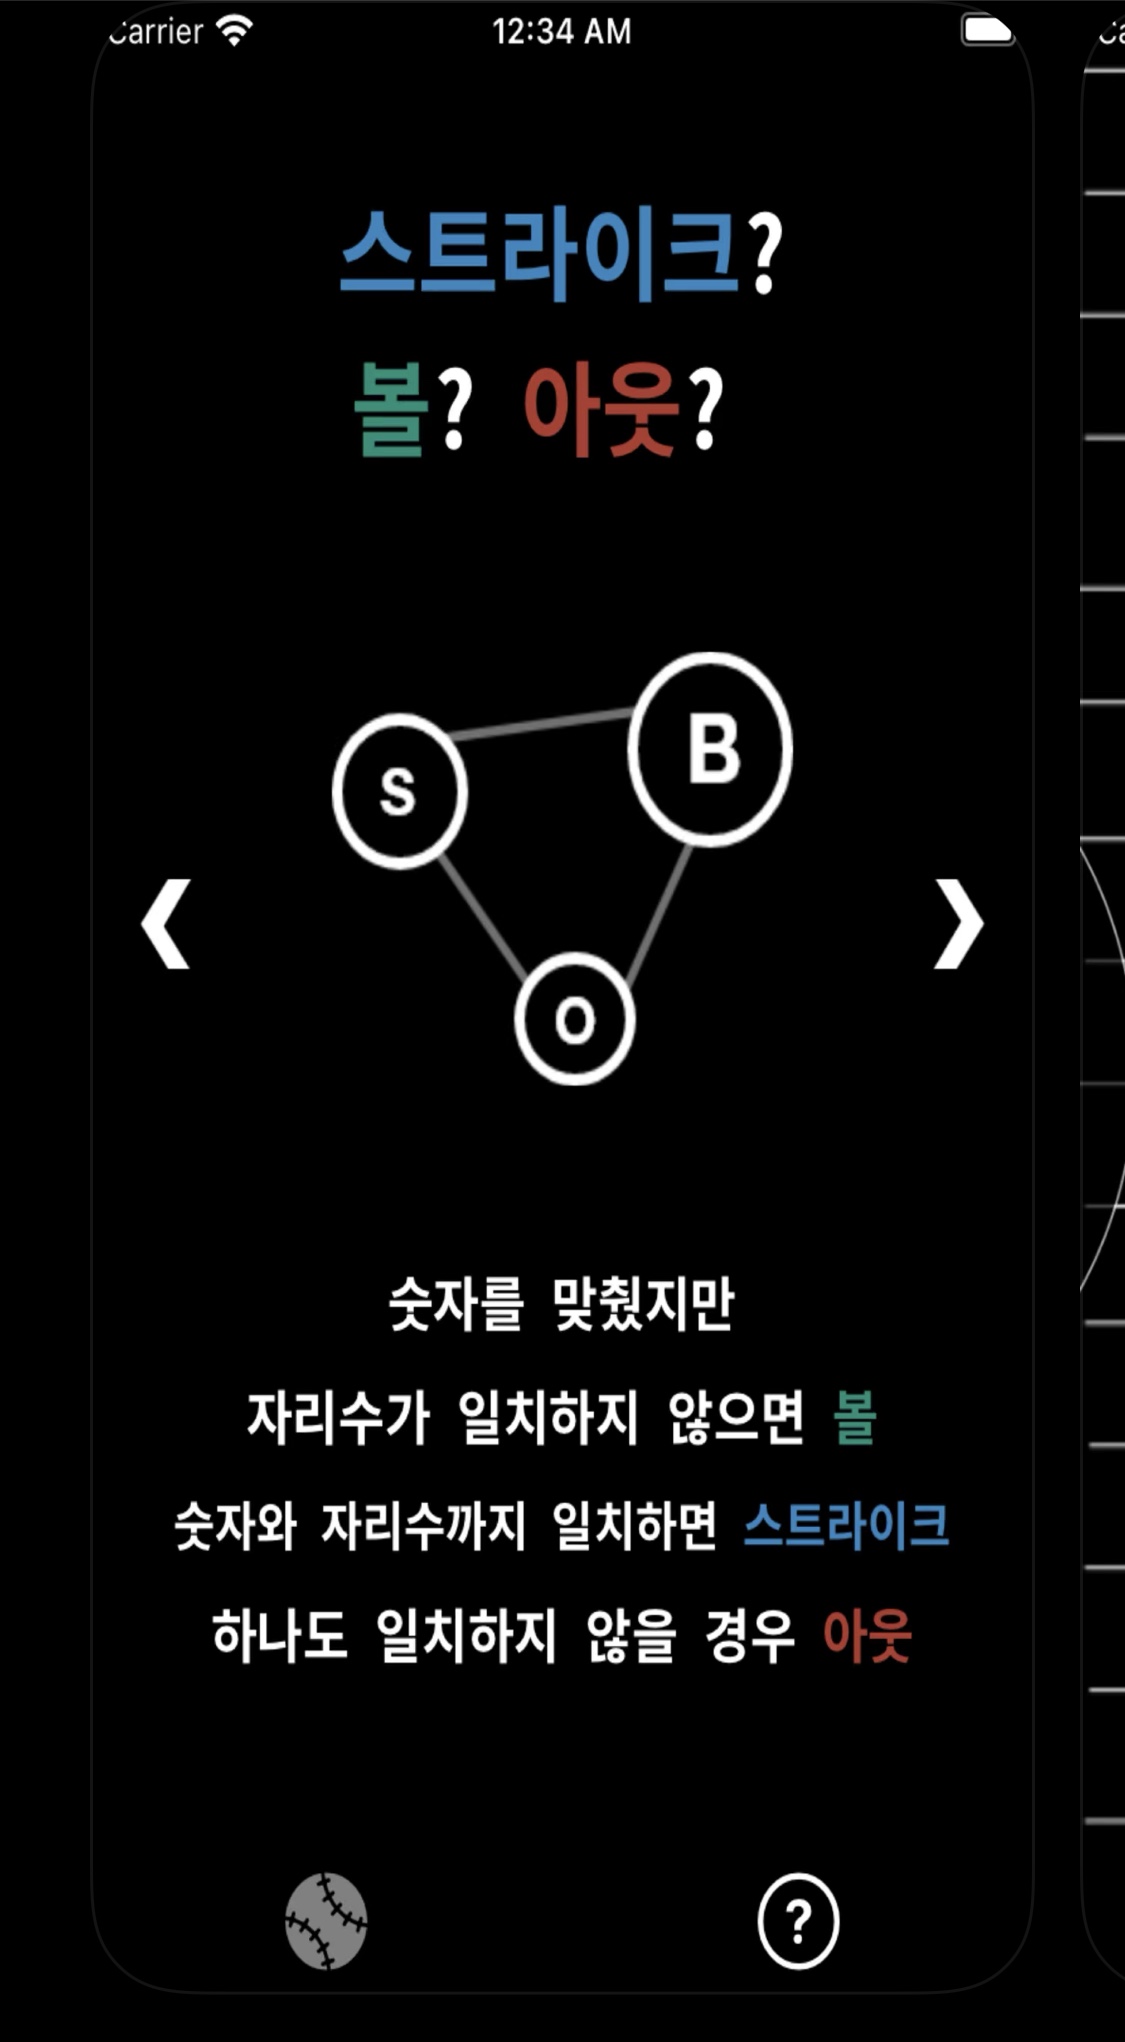 Carrier 12:34 AM
스트라이크?
볼? 아웃?
S
B
O
숫자를 맞췄지만
자리수가 일치하지 않으면 볼
숫자와 자리수까지 일치하면 스트라이크
하나도 일치하지 않을 경우 아웃
?